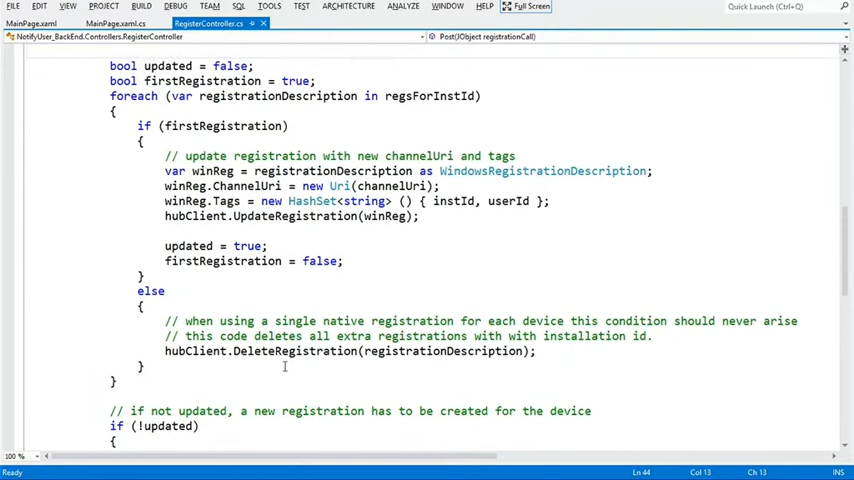 FILE EDIT VIEW PROJECT BUILD DEBUG TEAM SQL TOOLS TEST ARCHITECTURE ANALYZE WINDOW HELP Full Screen Quick Launch (Ctrl+Q)
MainPage.xaml MainPage.xaml.cs RegisterController.cs
NotifyUser_BackEnd.Controllers.RegisterController Post(JObject registrationCall)
bool updated = false;
bool firstRegistration = true;
foreach (var registrationDescription in regsForInstId)
{
if (firstRegistration)
{
// update registration with new channelUri and tags
var winReg = registrationDescription as WindowsRegistrationDescription;
winReg.ChannelUri = new Uri(channelUri);
winReg.Tags = new HashSet<string> () { instId, userId };
hubClient.UpdateRegistration(winReg);
updated = true;
firstRegistration = false;
}
else
{
// when using a single native registration for each device this condition should never arise
// this code deletes all extra registrations with with installation id.
hubClient.DeleteRegistration(registrationDescription);
}
}
// if not updated, a new registration has to be created for the device
if (!updated)
{
100 %
Ready Ln 44 Col 13 Ch 13 INS